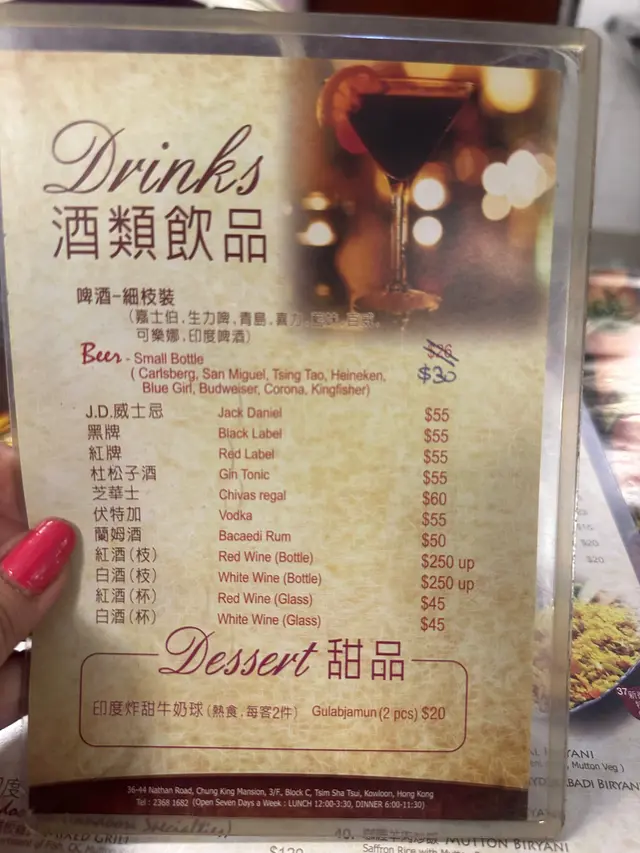 Drinks
酒類飲品
啤酒-細枝裝
(嘉士伯,生力啤,青島,喜力,
可樂娜,印度啤酒)
Beer - Small Bottle $26
$30
( Carlsberg, San Miguel, Tsing Tao, Heineken,
Blue Girl, Budweiser, Corona, Kingfisher)
J.D.威士忌 Jack Daniel $55
黑牌 Black Label $55
紅牌 Red Label $55
杜松子酒 Gin Tonic $55
芝華士 Chivas regal $60
伏特加 Vodka $55
蘭姆酒 Bacaedi Rum $50
紅酒(枝) Red Wine (Bottle) $250 up
白酒(枝) White Wine (Bottle) $250 up
紅酒(杯) Red Wine (Glass) $45
白酒(杯) White Wine (Glass) $45
Dessert 甜品
印度炸甜牛奶球(熱食,每客2件) Gulabjamun (2 pcs) $20
36-44 Nathan Road, Chung King Mansion, 3/F, Block C, Tsim Sha Tsui, Kowloon, Hong Kong
Tel : 2368 1682 (Open Seven Days a Week : LUNCH 12:00-3:30, DINNER 6:00-11:30)
$20
$20
, Mutton Veg )
MIXED GRILL
$120
40. MUTTON BIRYANI
Saffron Rice with